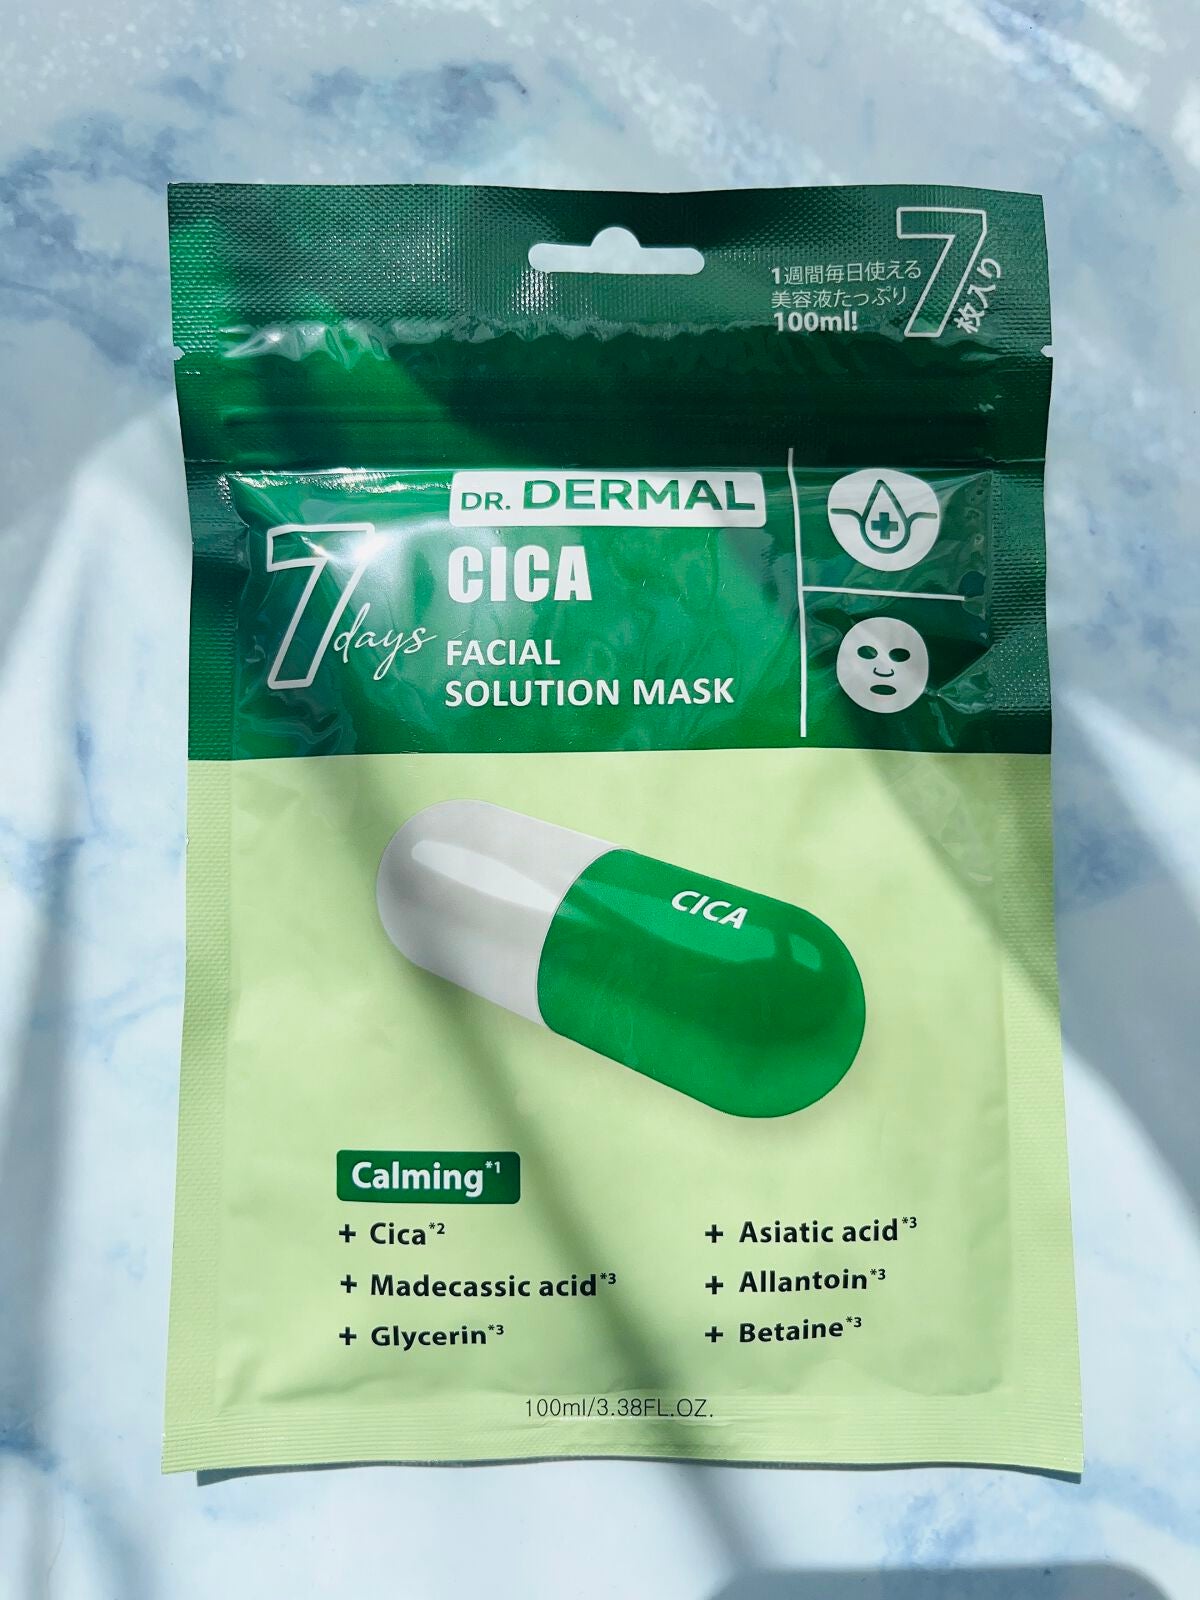 1週間毎日使える
美容液たっぷり
100ml!
7
枚入り
DR. DERMAL
7
days
CICA
FACIAL
SOLUTION MASK
CICA
Calming*1
+ Cica*2
+ Asiatic acid*3
+ Madecassic acid*3
+ Allantoin*3
+ Glycerin*3
+ Betaine*3
100ml/3.38FL.OZ.